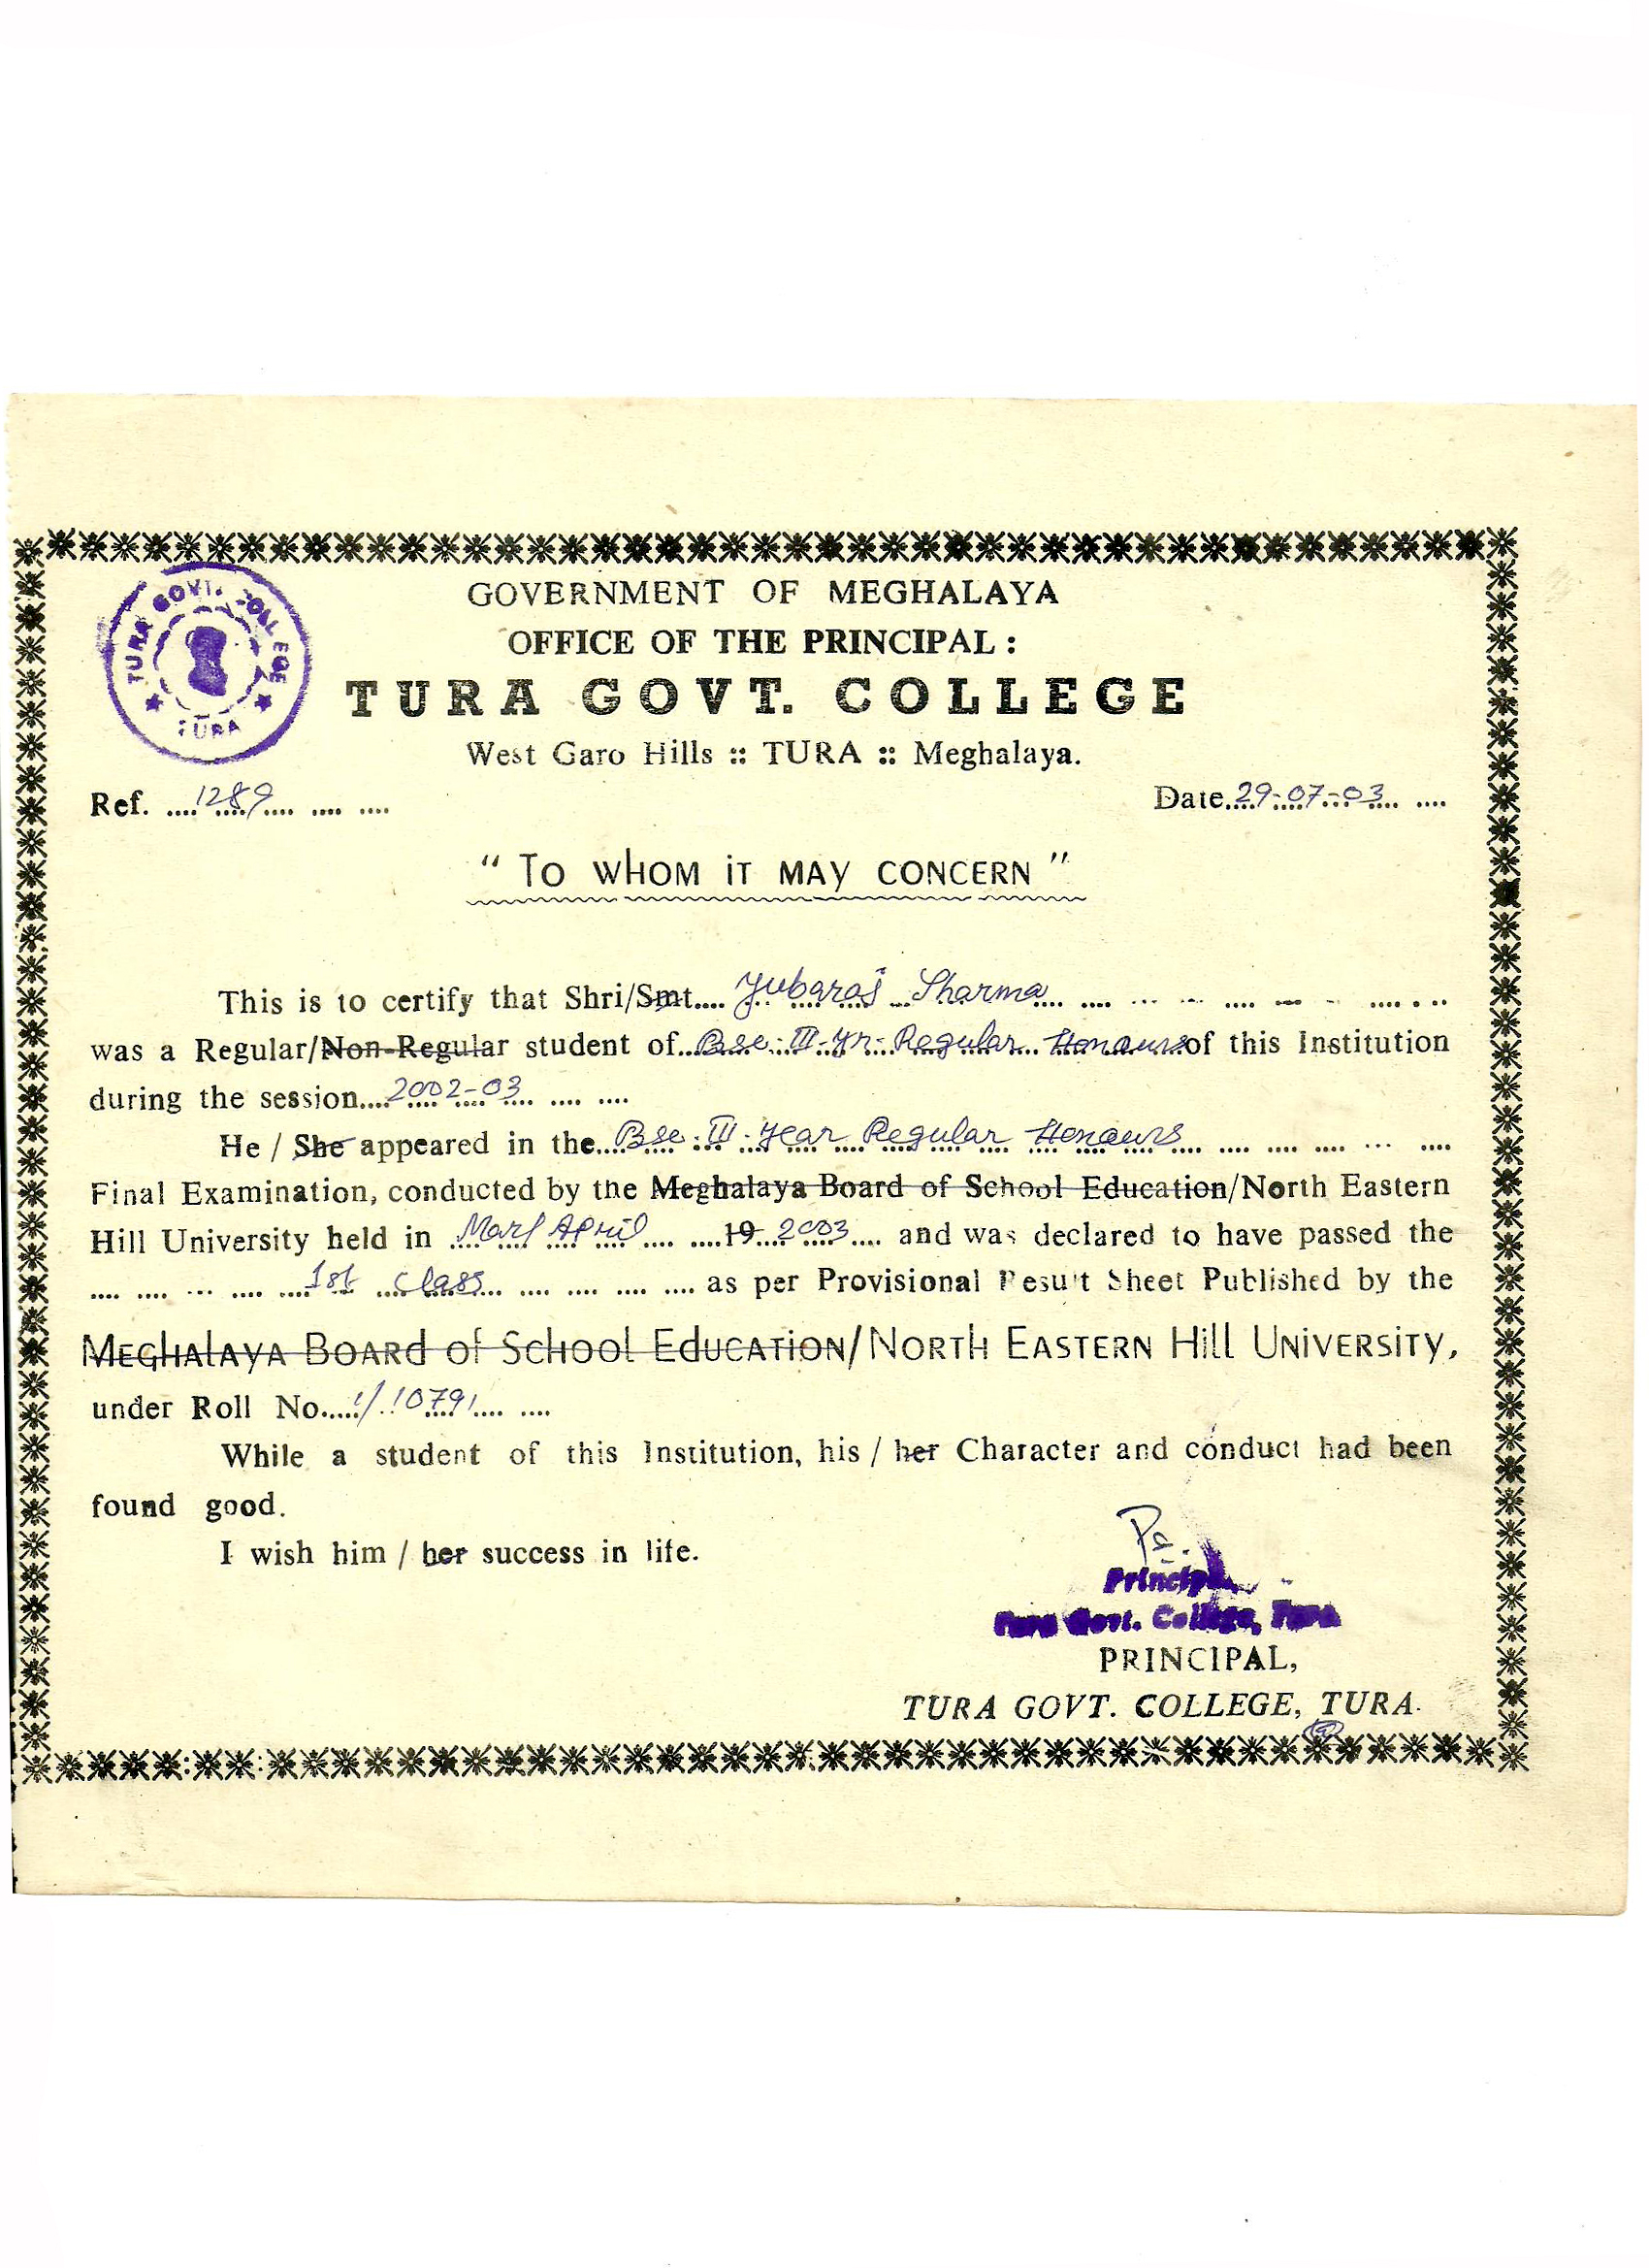 GOVERNMENT OF MEGHALAYA
OFFICE OF THE PRINCIPAL :
TURA GOVT. COLLEGE
TURA GOVT. COLLEGE
TURA
West Garo Hills :: TURA :: Meghalaya.
Ref. .... 1289 .... .... ....
Date. 29-07-03 ....
" TO WHOM IT MAY CONCERN "
This is to certify that Shri/Smt.... Yubaraj Sharma .... .... .... .... .... ....
was a Regular/Non-Regular student of.. Bsc. III-Yr. Regular Honours of this Institution
during the session.... 2002-03 .... ....
He / She appeared in the.... Bsc. III. Year Regular Honours .... .... .... .... ....
Final Examination, conducted by the Meghalaya Board of School Education/North Eastern
Hill University held in Mar/ April .... ....19 2003 .... and was declared to have passed the
.... .... .... .... .... 1st class .... .... .... .... as per Provisional Result Sheet Published by the
MEGHALAYA BOARD of SCHOOL EDUCATION/NORTH EASTERN HILL UNIVERSITY,
under Roll No..... 1/10791 .... ....
While a student of this Institution, his / her Character and conduct had been
found good.
I wish him / her success in life.
Principal
Tura Govt. College, Tura
PRINCIPAL,
TURA GOVT. COLLEGE, TURA.